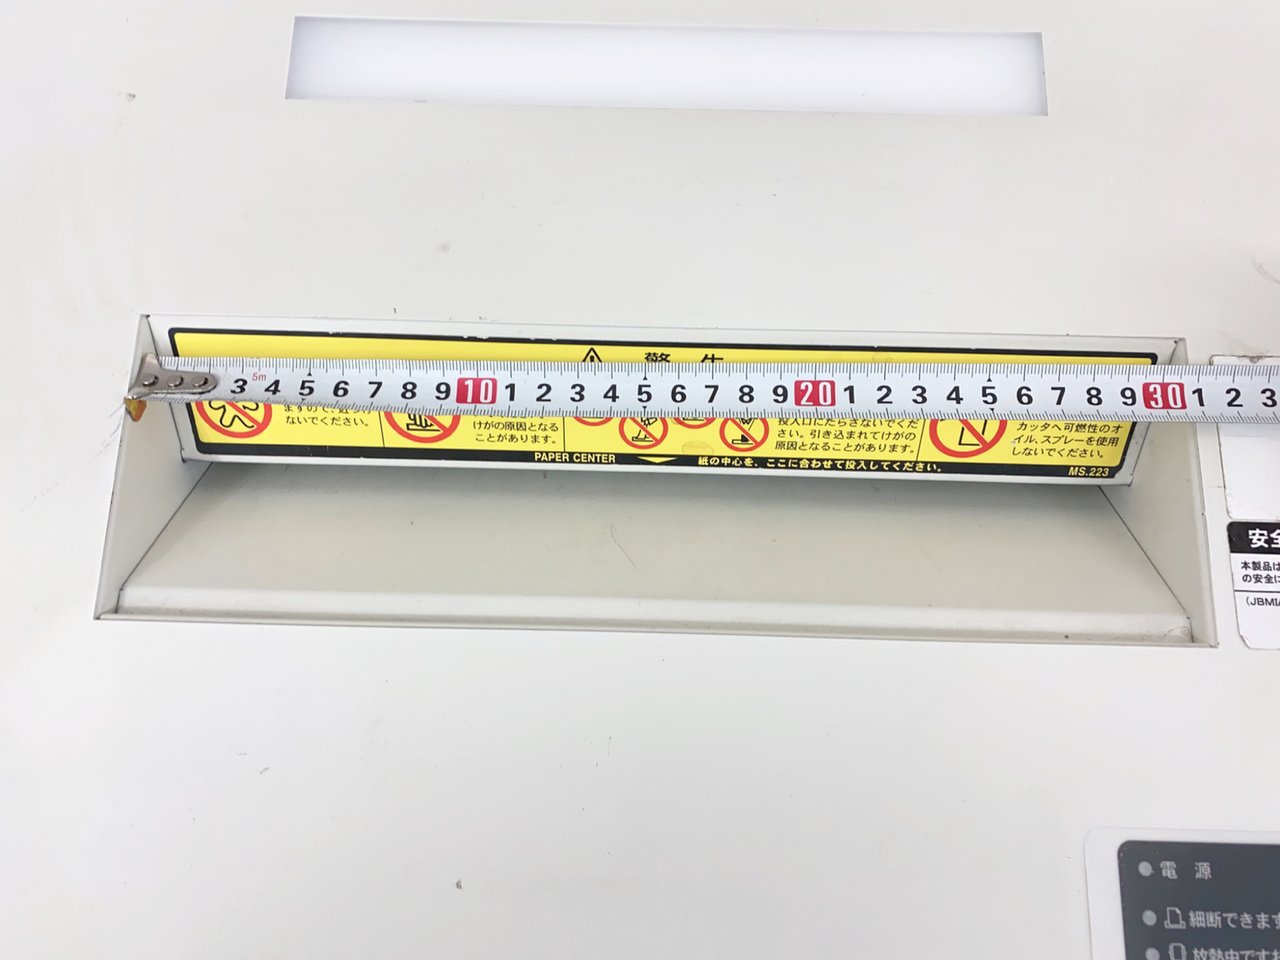 警告
5m
3 4 5 6 7 8 9 10 1 2 3 4 5 6 7 8 9 20 1 2 3 4 5 6 7 8 9 30 1 2 3
ないでください。
けがの原因となる
ことがあります。
投入口にたらさないでくだ
さい。引き込まれてけがの
原因となることがあります。
カッタへ可燃性のオ
イル、スプレーを使用
しないでください。
PAPER CENTER 紙の中心を、ここに合わせて投入してください。
MS.223
安全
本製品は
の安全に
(JBMIA
電源
細断できます
放熱中です